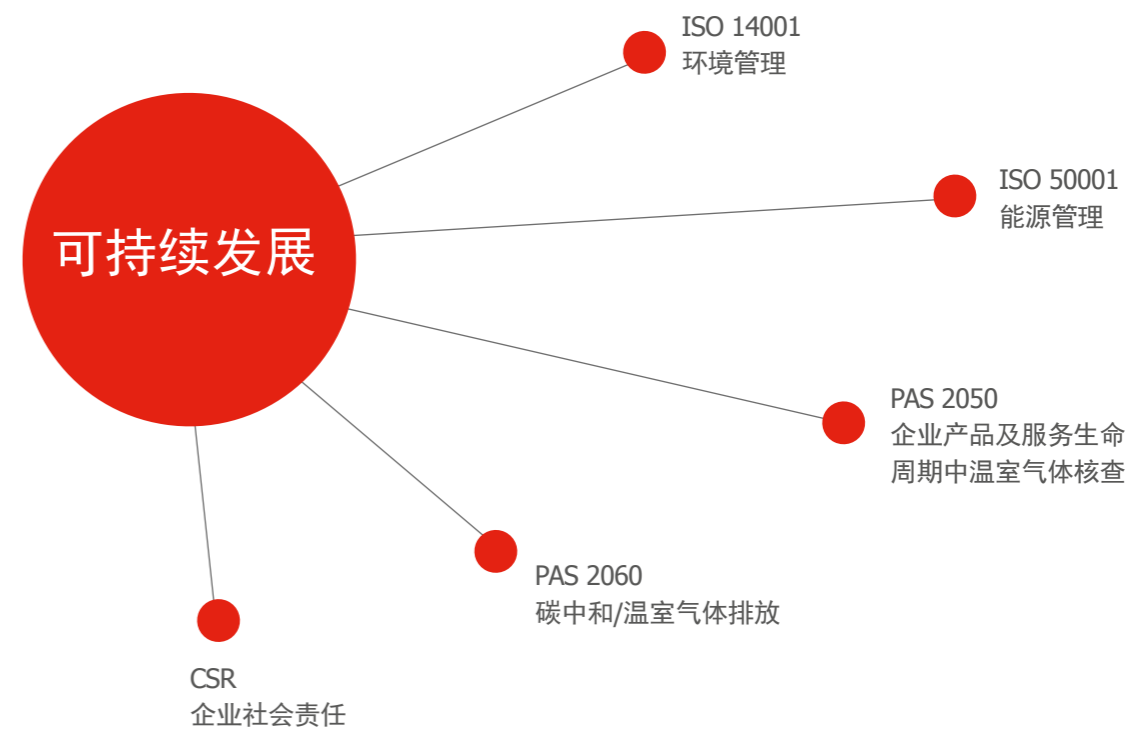 ISO 14001
环境管理
ISO 50001
能源管理
可持续发展
PAS 2050
企业产品及服务生命
周期中温室气体核查
PAS 2060
碳中和/温室气体排放
CSR
企业社会责任